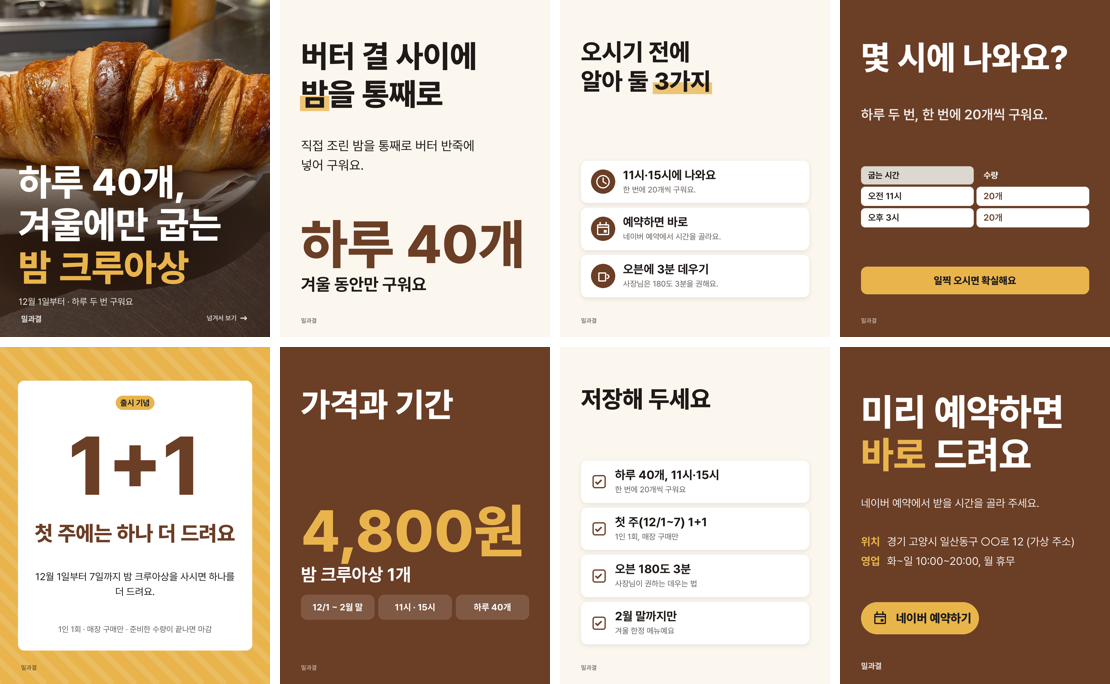 하루 40개,
겨울에만 굽는
밤 크루아상
12월 1일부터 · 하루 두 번 구워요
밀과결
넘겨서 보기 →
버터 결 사이에
밤을 통째로
직접 조린 밤을 통째로 버터 반죽에
넣어 구워요.
하루 40개
겨울 동안만 구워요
밀과결
오시기 전에
알아 둘 3가지
11시·15시에 나와요
한 번에 20개씩 구워요.
예약하면 바로
네이버 예약에서 시간을 골라요.
오븐에 3분 데우기
사장님은 180도 3분을 권해요.
밀과결
몇 시에 나와요?
하루 두 번, 한 번에 20개씩 구워요.
굽는 시간 수량
오전 11시 20개
오후 3시 20개
일찍 오시면 확실해요
밀과결
출시 기념
1+1
첫 주에는 하나 더 드려요
12월 1일부터 7일까지 밤 크루아상을 사시면 하나를
더 드려요.
1인 1회 · 매장 구매만 · 준비한 수량이 끝나면 마감
밀과결
가격과 기간
4,800원
밤 크루아상 1개
12/1 ~ 2월 말
11시 · 15시
하루 40개
밀과결
저장해 두세요
하루 40개, 11시·15시
한 번에 20개씩 구워요
첫 주(12/1~7) 1+1
1인 1회, 매장 구매만
오븐 180도 3분
사장님이 권하는 데우는 법
2월 말까지만
겨울 한정 메뉴예요
밀과결
미리 예약하면
바로 드려요
네이버 예약에서 받을 시간을 골라 주세요.
위치 경기 고양시 일산동구 ○○로 12 (가상 주소)
영업 화~일 10:00~20:00, 월 휴무
네이버 예약하기
밀과결